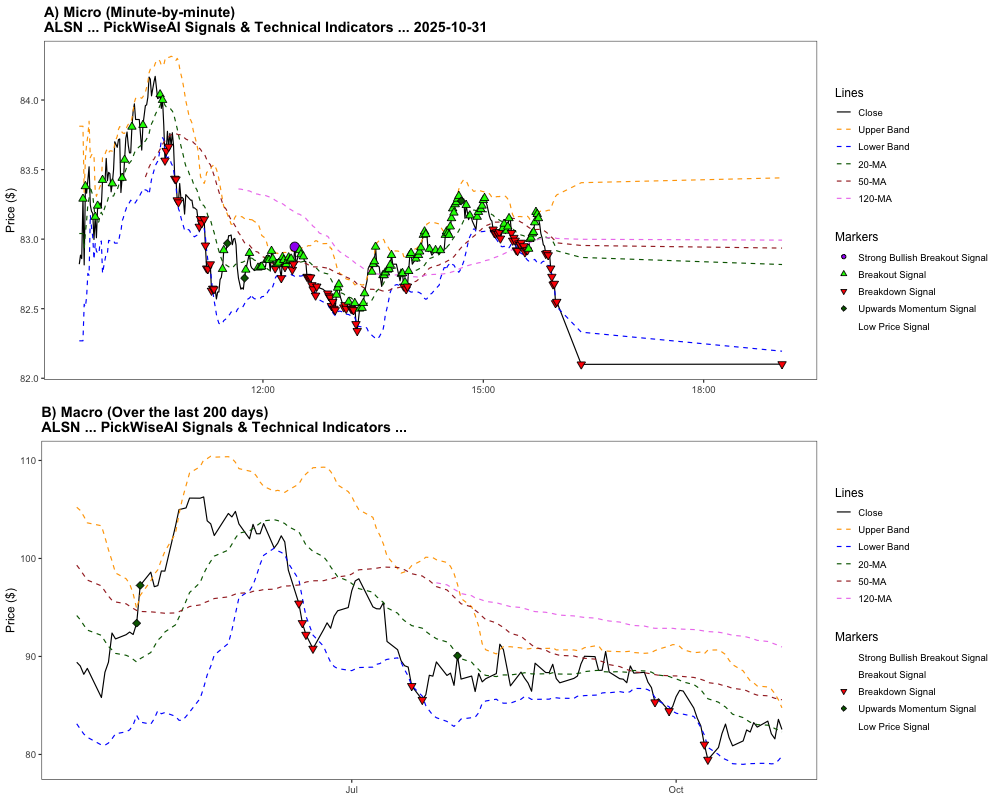 A) Micro (Minute-by-minute)
ALSN ... PickWiseAI Signals & Technical Indicators ... 2025-10-31
Price ($)
84.0
83.5
83.0
82.5
82.0
12:00
15:00
18:00
Lines
Close
Upper Band
Lower Band
20-MA
50-MA
120-MA
Markers
Strong Bullish Breakout Signal
Breakout Signal
Breakdown Signal
Upwards Momentum Signal
Low Price Signal
B) Macro (Over the last 200 days)
ALSN ... PickWiseAI Signals & Technical Indicators ...
Price ($)
110
100
90
80
Jul
Oct
Lines
Close
Upper Band
Lower Band
20-MA
50-MA
120-MA
Markers
Strong Bullish Breakout Signal
Breakout Signal
Breakdown Signal
Upwards Momentum Signal
Low Price Signal